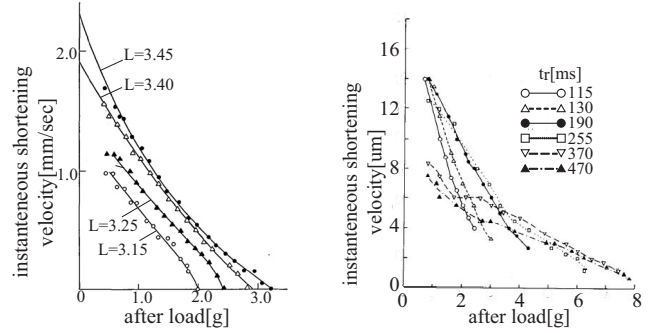 instantaneous shortening
velocity[mm/sec]
2.0
1.0
L=3.45
L=3.40
L=3.25
L=3.15
0
1.0
2.0
3.0
after load[g]
instantaneous shortening
velocity[um]
16
12
8
4
0
tr[ms]
115
130
190
255
370
470
0
2
4
6
8
after load[g]